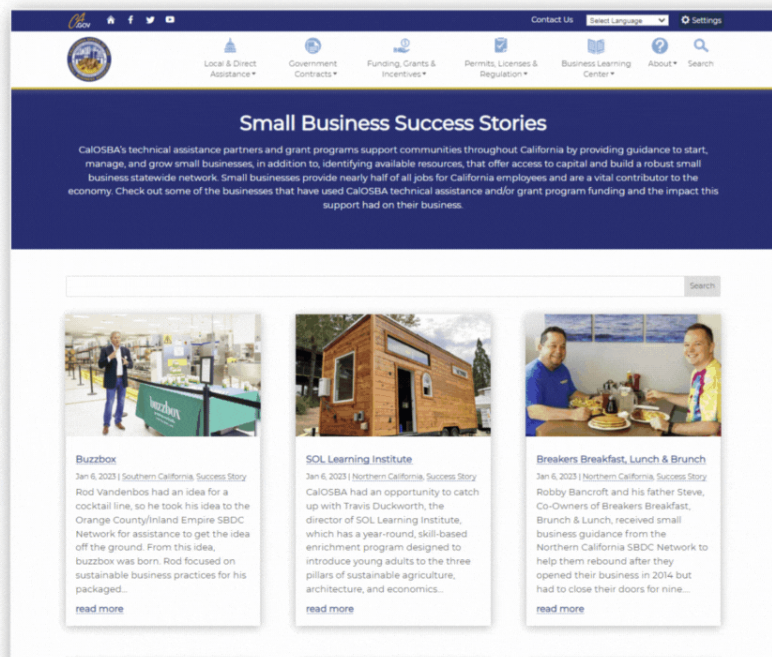 CA.GOV
Contact Us
Select Language
Settings
Local & Direct
Assistance
Government
Contracts
Funding, Grants &
Incentives
Permits, Licenses &
Regulation
Business Learning
Center
About
Search
Small Business Success Stories
CalOSBA's technical assistance partners and grant programs support communities throughout California by providing guidance to start,
manage, and grow small businesses, in addition to, identifying available resources, that offer access to capital and build a robust small
business statewide network. Small businesses provide nearly half of all jobs for California employees and are a vital contributor to the
economy. Check out some of the businesses that have used CalOSBA technical assistance and/or grant program funding and the impact this
support had on their business.
Search
buzzbox
Buzzbox
Jan 6, 2023 | Southern California, Success Story
Rod Vandenbos had an idea for a
cocktail line, so he took his idea to the
Orange County/Inland Empire SBDC
Network for assistance to get the idea
off the ground. From this idea,
buzzbox was born. Rod focused on
sustainable business practices for his
packaged...
read more
SOL Learning Institute
Jan 6, 2023 | Northern California, Success Story
CalOSBA had an opportunity to catch
up with Travis Duckworth, the
director of SOL Learning Institute,
which has a year-round, skill-based
enrichment program designed to
introduce young adults to the three
pillars of sustainable agriculture,
architecture, and economics....
read more
Breakers Breakfast, Lunch & Brunch
Jan 6, 2023 | Northern California, Success Story
Robby Bancroft and his father Steve,
Co-Owners of Breakers Breakfast,
Brunch & Lunch, received small
business guidance from the
Northern California SBDC Network to
help them rebound after they
opened their business in 2014 but
had to close their doors for nine....
read more